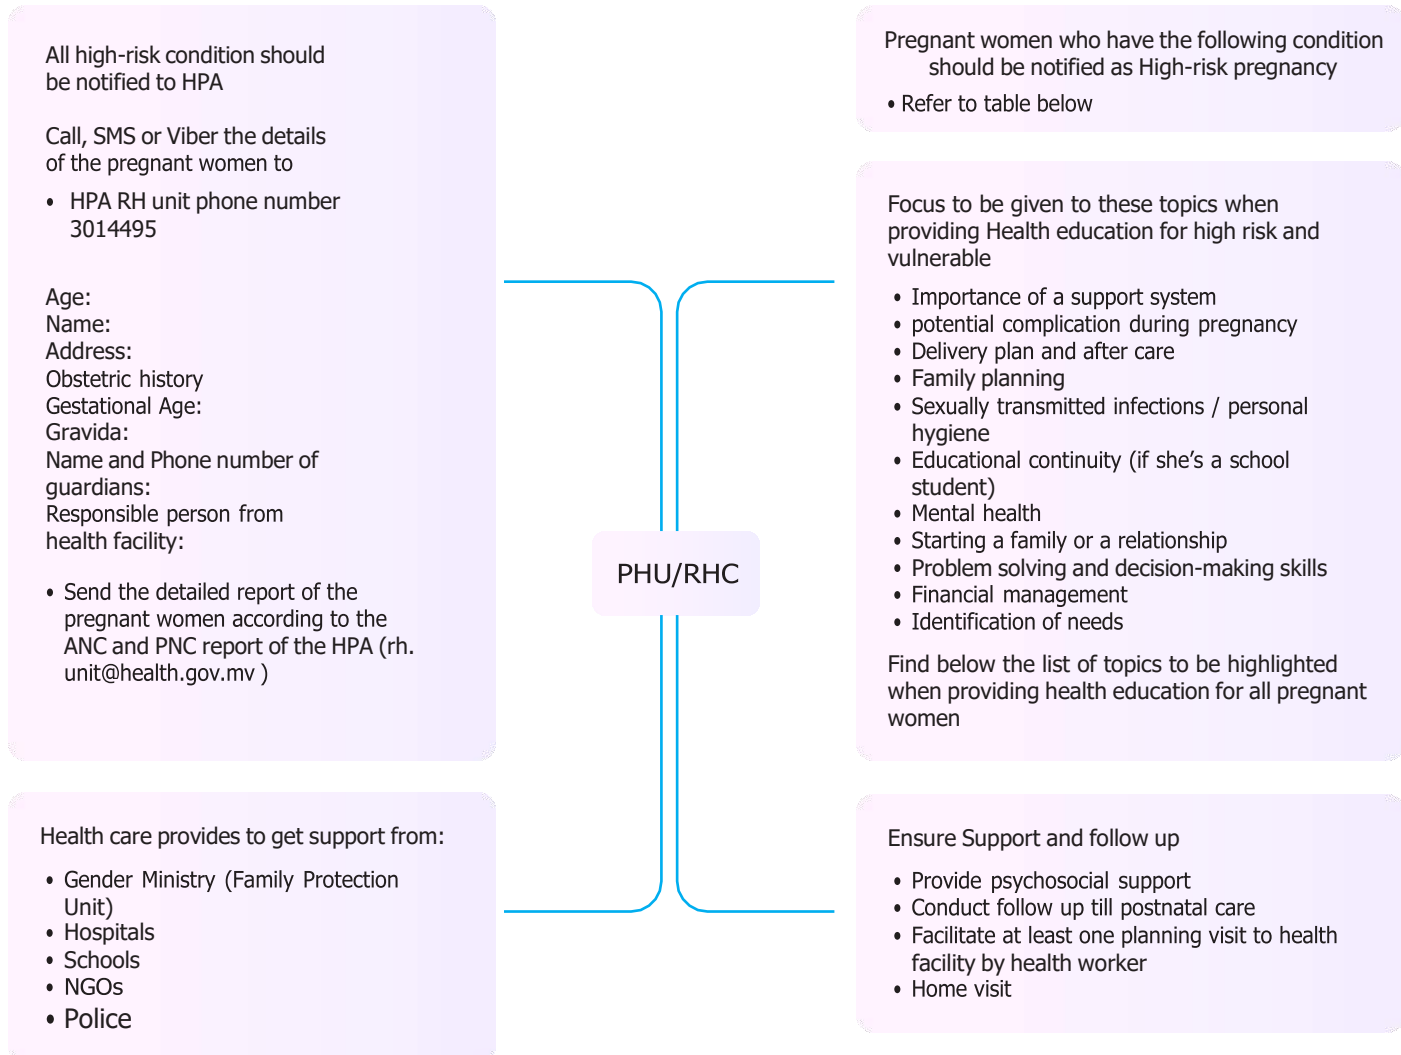 All high-risk condition should
be notified to HPA
Call, SMS or Viber the details
of the pregnant women to
• HPA RH unit phone number
3014495
Age:
Name:
Address:
Obstetric history
Gestational Age:
Gravida:
Name and Phone number of
guardians:
Responsible person from
health facility:
• Send the detailed report of the
pregnant women according to the
ANC and PNC report of the HPA (rh.
unit@health.gov.mv )
Health care provides to get support from:
• Gender Ministry (Family Protection
Unit)
• Hospitals
• Schools
• NGOs
• Police
PHU/RHC
Pregnant women who have the following condition
should be notified as High-risk pregnancy
• Refer to table below
Focus to be given to these topics when
providing Health education for high risk and
vulnerable
• Importance of a support system
• potential complication during pregnancy
• Delivery plan and after care
• Family planning
• Sexually transmitted infections / personal
hygiene
• Educational continuity (if she’s a school
student)
• Mental health
• Starting a family or a relationship
• Problem solving and decision-making skills
• Financial management
• Identification of needs
Find below the list of topics to be highlighted
when providing health education for all pregnant
women
Ensure Support and follow up
• Provide psychosocial support
• Conduct follow up till postnatal care
• Facilitate at least one planning visit to health
facility by health worker
• Home visit